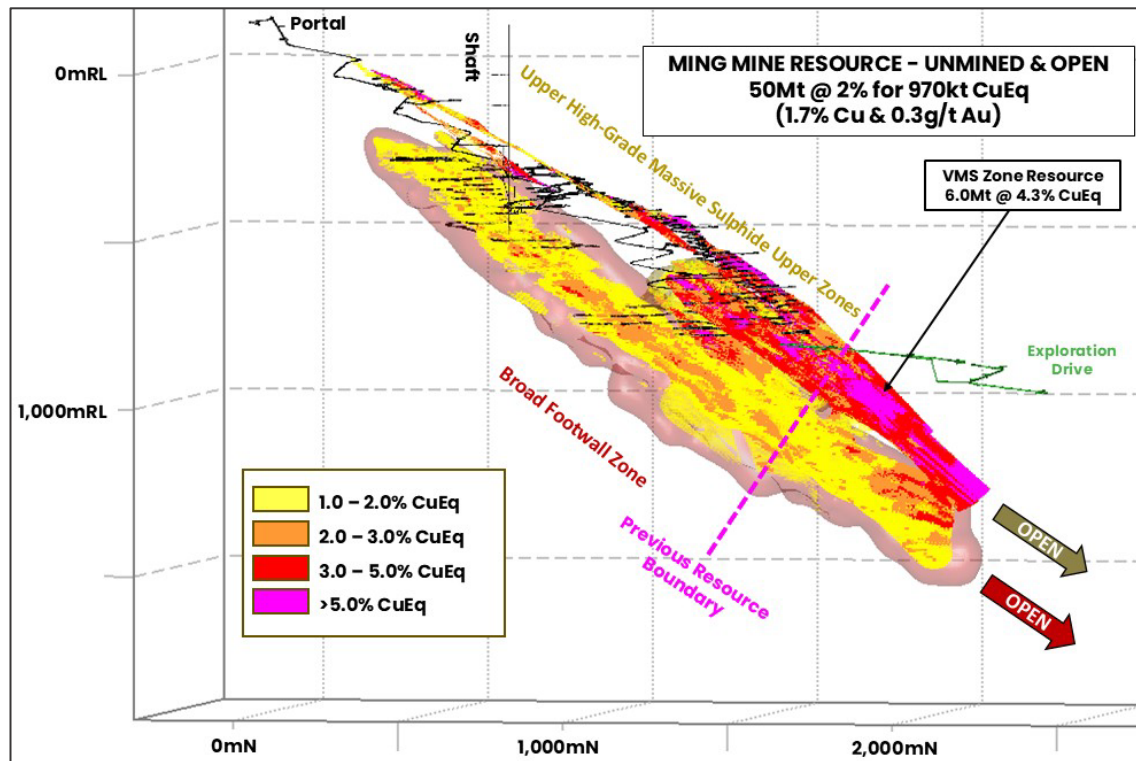 Portal
Shaft
0mRL
MING MINE RESOURCE - UNMINED & OPEN
50Mt @ 2% for 970kt CuEq
(1.7% Cu & 0.3g/t Au)
Upper High-Grade Massive Sulphide Upper Zones
VMS Zone Resource
6.0Mt @ 4.3% CuEq
Exploration
Drive
1,000mRL
Broad Footwall Zone
1.0 – 2.0% CuEq
2.0 – 3.0% CuEq
3.0 – 5.0% CuEq
>5.0% CuEq
Previous Resource
Boundary
OPEN
OPEN
0mN
1,000mN
2,000mN